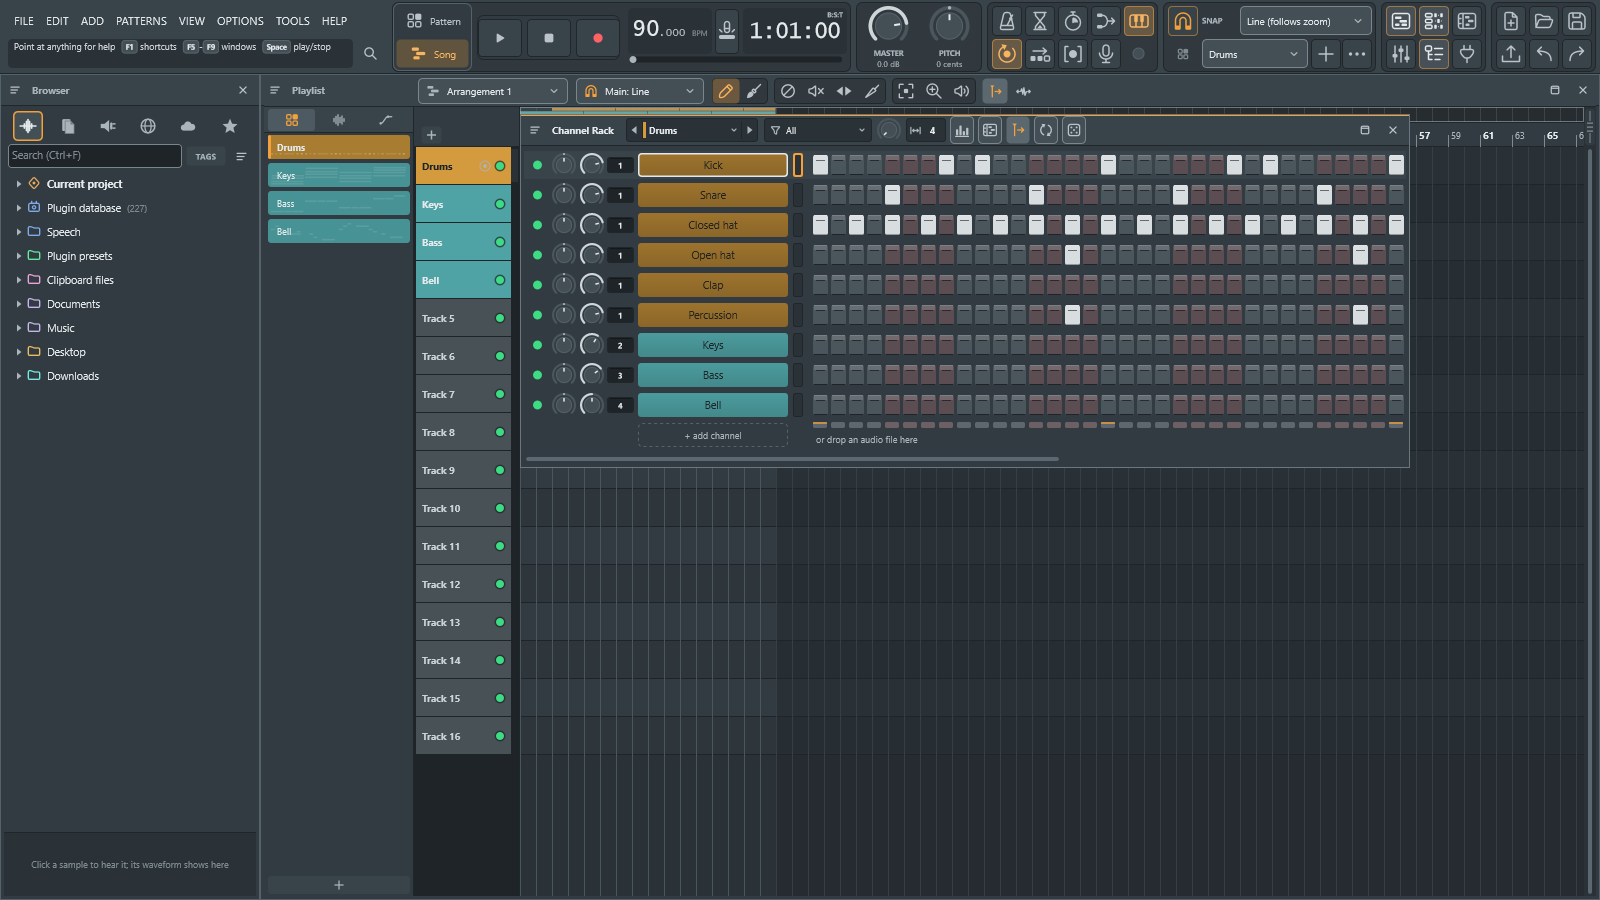 FILE EDIT ADD PATTERNS VIEW OPTIONS TOOLS HELP
Point at anything for help F1 shortcuts F5 - F9 windows Space play/stop
Pattern
Song
90.000 BPM
B:S:T
1:01:00
MASTER
0.0 dB
PITCH
0 cents
SNAP
Line (follows zoom)
Drums
Browser
Search (Ctrl+F)
TAGS
Current project
Plugin database (227)
Speech
Plugin presets
Clipboard files
Documents
Music
Desktop
Downloads
Click a sample to hear it; its waveform shows here
Playlist
Drums
Keys
Bass
Bell
Arrangement 1
Main: Line
57 59 61 63 65 6
Drums
Keys
Bass
Bell
Track 5
Track 6
Track 7
Track 8
Track 9
Track 10
Track 11
Track 12
Track 13
Track 14
Track 15
Track 16
Channel Rack
Drums
All
4
1 Kick
1 Snare
1 Closed hat
1 Open hat
1 Clap
1 Percussion
2 Keys
3 Bass
4 Bell
+ add channel
or drop an audio file here